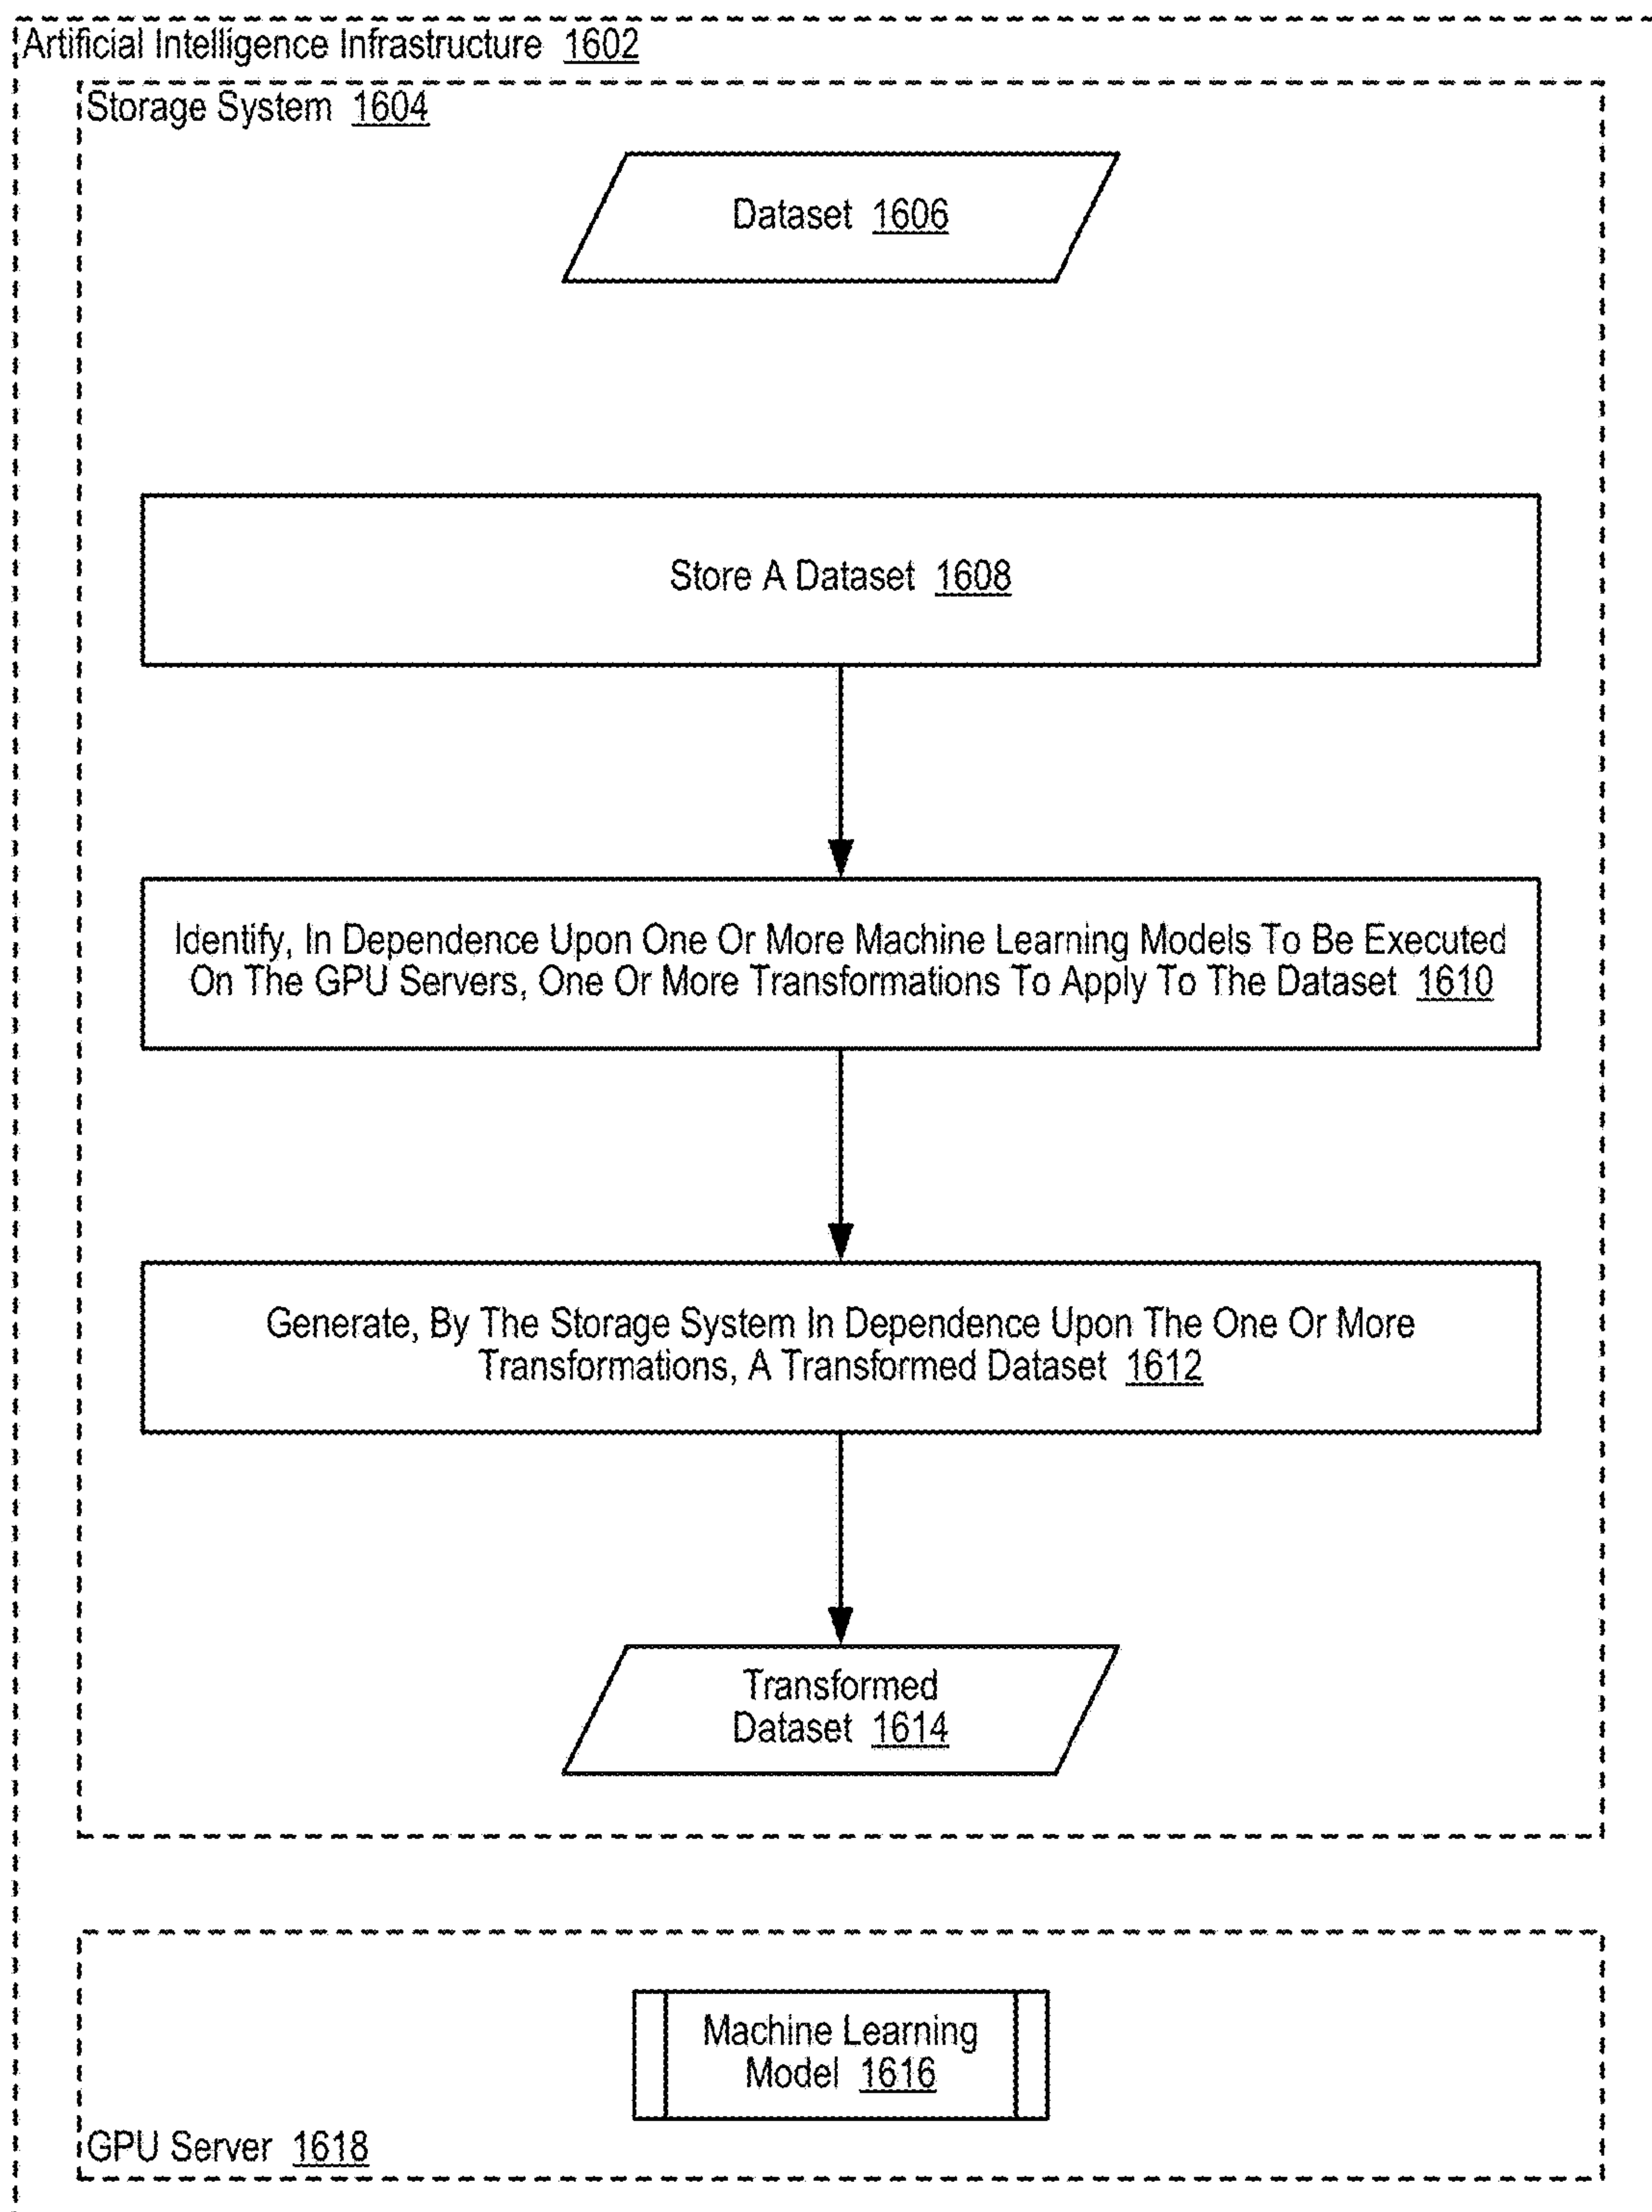 Artificial Intelligence Infrastructure 1602
Storage System 1604
Dataset 1606
Store A Dataset 1608
Identify, In Dependence Upon One Or More Machine Learning Models To Be Executed
On The GPU Servers, One Or More Transformations To Apply To The Dataset 1610
Generate, By The Storage System In Dependence Upon The One Or More
Transformations, A Transformed Dataset 1612
Transformed
Dataset 1614
Machine Learning
Model 1616
GPU Server 1618